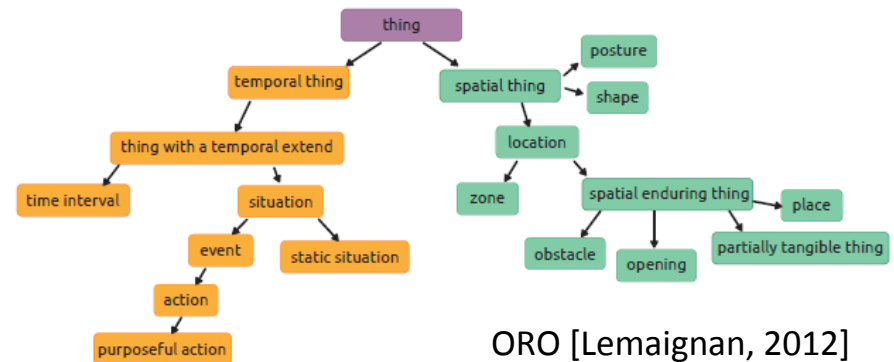 thing
temporal thing
spatial thing
posture
shape
thing with a temporal extend
location
time interval
situation
zone
spatial enduring thing
place
event
static situation
obstacle
opening
partially tangible thing
action
purposeful action
ORO [Lemaignan, 2012]